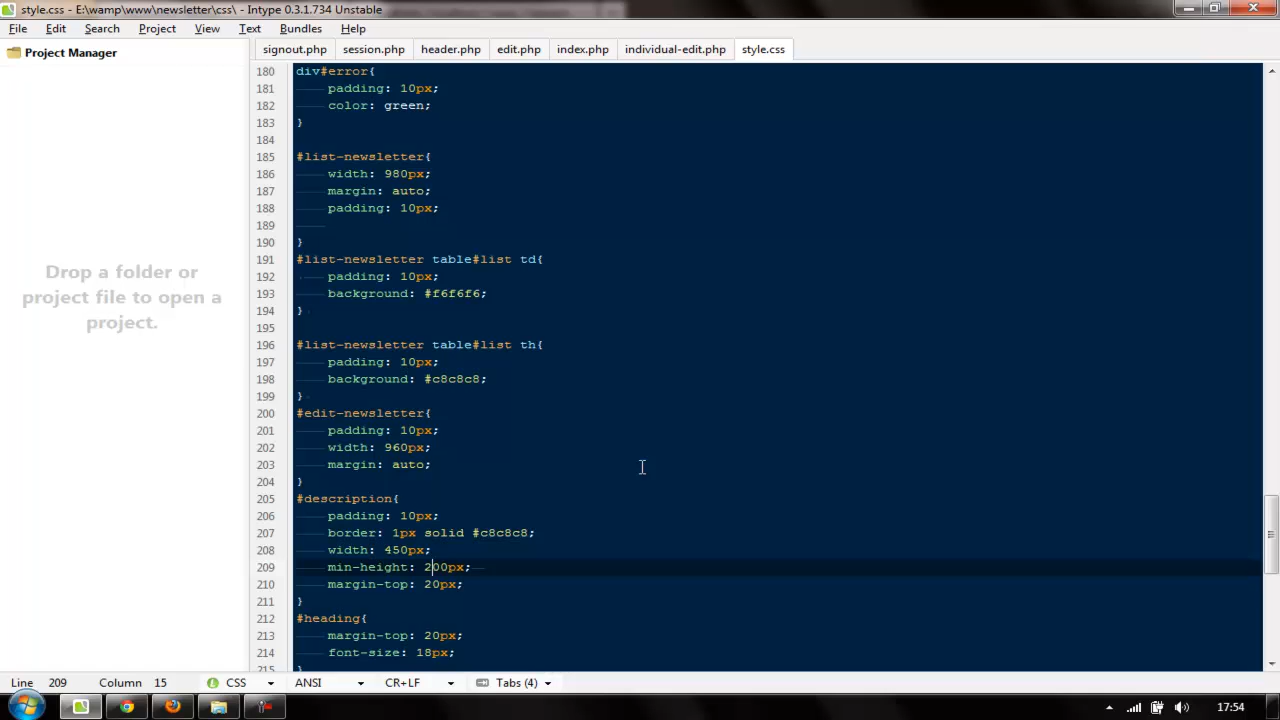 style.css - E:\wamp\www\newsletter\css\ - Intype 0.3.1.734 Unstable
File Edit Search Project View Text Bundles Help
Project Manager
signout.php session.php header.php edit.php index.php individual-edit.php style.css
Drop a folder or
project file to open a
project.
180 div#error{
181 padding: 10px;
182 color: green;
183 }
184
185 #list-newsletter{
186 width: 980px;
187 margin: auto;
188 padding: 10px;
189
190 }
191 #list-newsletter table#list td{
192 padding: 10px;
193 background: #f6f6f6;
194 }
195
196 #list-newsletter table#list th{
197 padding: 10px;
198 background: #c8c8c8;
199 }
200 #edit-newsletter{
201 padding: 10px;
202 width: 960px;
203 margin: auto;
204 }
205 #description{
206 padding: 10px;
207 border: 1px solid #c8c8c8;
208 width: 450px;
209 min-height: 200px;
210 margin-top: 20px;
211 }
212 #heading{
213 margin-top: 20px;
214 font-size: 18px;
215 }
Line 209 Column 15 CSS ANSI CR+LF Tabs (4)
17:54